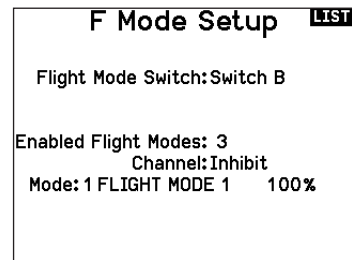 F Mode Setup LIST
Flight Mode Switch: Switch B
Enabled Flight Modes: 3
Channel: Inhibit
Mode: 1 FLIGHT MODE 1 100%